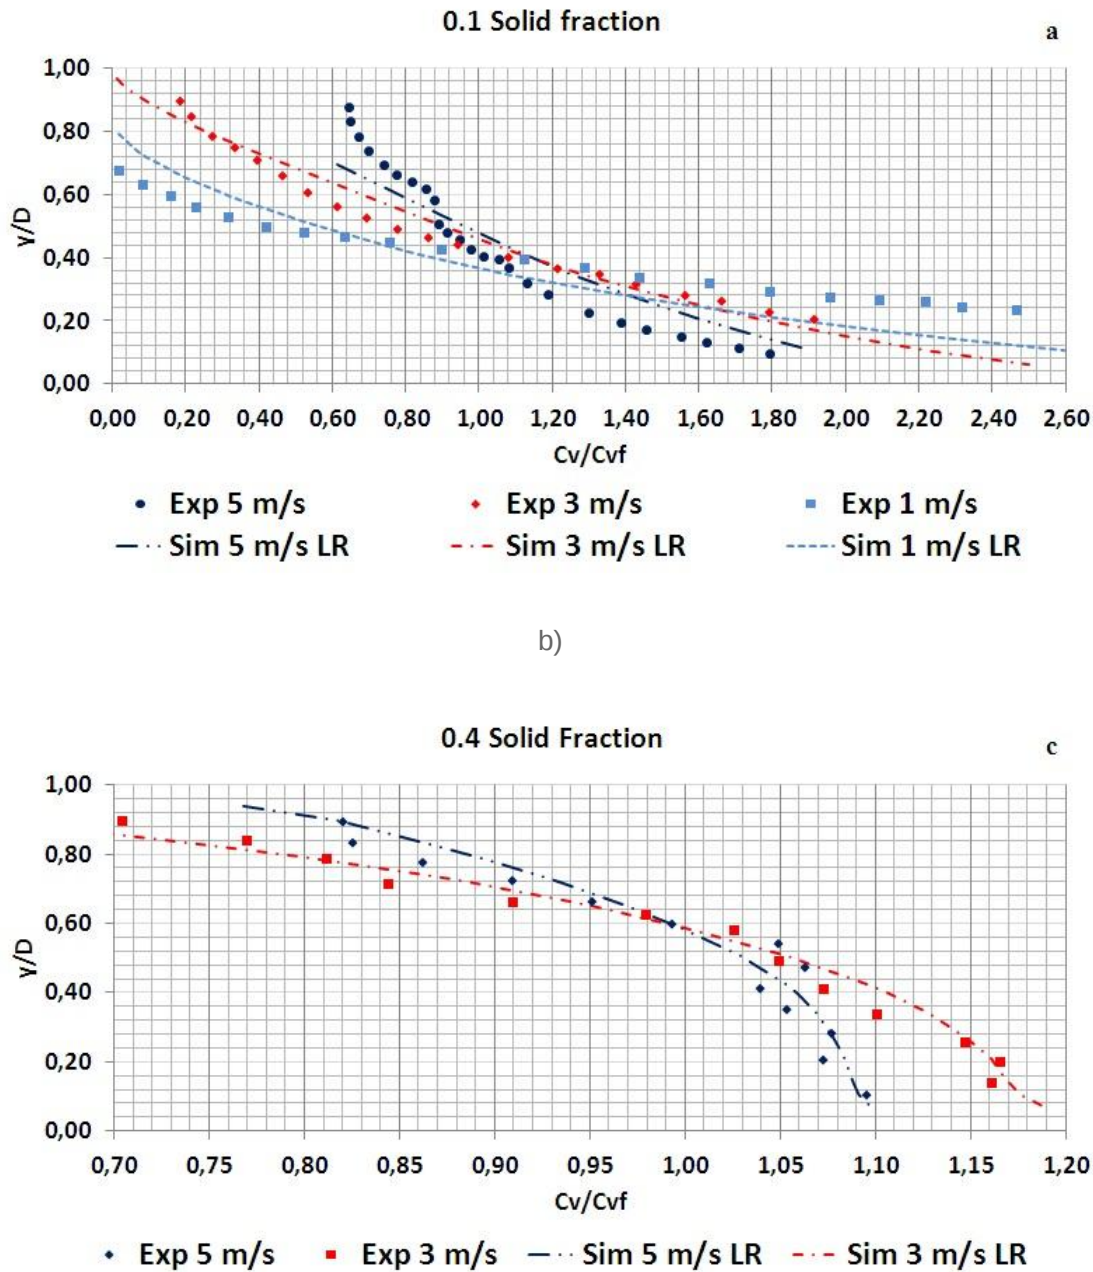 0.1 Solid fraction
a
1,00
0,80
0,60
0,40
0,20
0,00
y/D
0,00 0,20 0,40 0,60 0,80 1,00 1,20 1,40 1,60 1,80 2,00 2,20 2,40 2,60
Cv/Cvf
Exp 5 m/s Exp 3 m/s Exp 1 m/s
Sim 5 m/s LR Sim 3 m/s LR Sim 1 m/s LR
b)
0.4 Solid Fraction
c
1,00
0,80
0,60
0,40
0,20
0,00
y/D
0,70 0,75 0,80 0,85 0,90 0,95 1,00 1,05 1,10 1,15 1,20
Cv/Cvf
Exp 5 m/s Exp 3 m/s Sim 5 m/s LR Sim 3 m/s LR